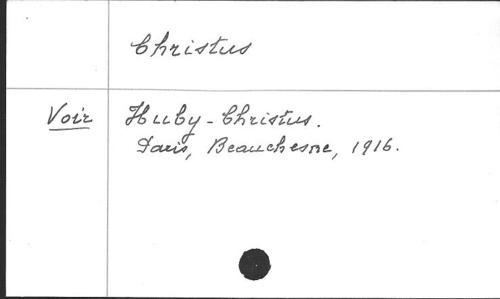 Christus
Voir Huby-Christus.
Paris, Beauchesne, 1916.